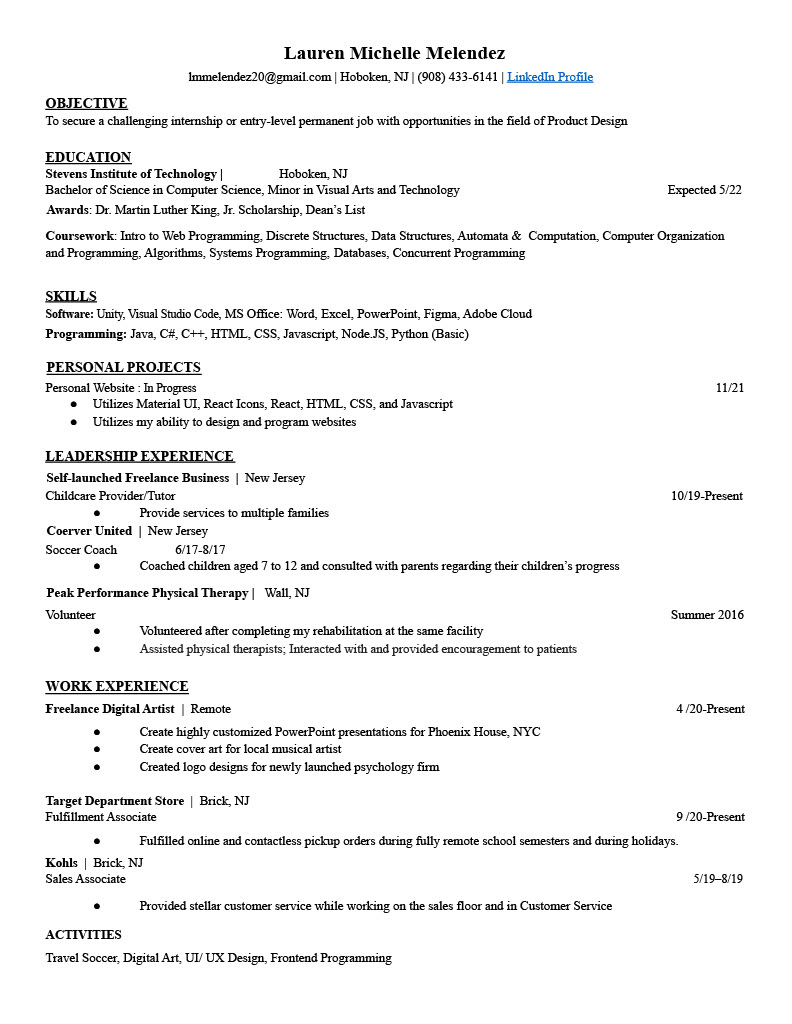 Lauren Michelle Melendez
lmmelendez20@gmail.com | Hoboken, NJ | (908) 433-6141 | LinkedIn Profile
OBJECTIVE
To secure a challenging internship or entry-level permanent job with opportunities in the field of Product Design
EDUCATION
Stevens Institute of Technology | Hoboken, NJ
Bachelor of Science in Computer Science, Minor in Visual Arts and Technology Expected 5/22
Awards: Dr. Martin Luther King, Jr. Scholarship, Dean’s List
Coursework: Intro to Web Programming, Discrete Structures, Data Structures, Automata & Computation, Computer Organization
and Programming, Algorithms, Systems Programming, Databases, Concurrent Programming
SKILLS
Software: Unity, Visual Studio Code, MS Office: Word, Excel, PowerPoint, Figma, Adobe Cloud
Programming: Java, C#, C++, HTML, CSS, Javascript, Node.JS, Python (Basic)
PERSONAL PROJECTS
Personal Website : In Progress 11/21
● Utilizes Material UI, React Icons, React, HTML, CSS, and Javascript
● Utilizes my ability to design and program websites
LEADERSHIP EXPERIENCE
Self-launched Freelance Business | New Jersey
Childcare Provider/Tutor 10/19-Present
● Provide services to multiple families
Coerver United | New Jersey
Soccer Coach 6/17-8/17
● Coached children aged 7 to 12 and consulted with parents regarding their children’s progress
Peak Performance Physical Therapy | Wall, NJ
Volunteer Summer 2016
● Volunteered after completing my rehabilitation at the same facility
● Assisted physical therapists; Interacted with and provided encouragement to patients
WORK EXPERIENCE
Freelance Digital Artist | Remote 4 /20-Present
● Create highly customized PowerPoint presentations for Phoenix House, NYC
● Create cover art for local musical artist
● Created logo designs for newly launched psychology firm
Target Department Store | Brick, NJ
Fulfillment Associate 9 /20-Present
● Fulfilled online and contactless pickup orders during fully remote school semesters and during holidays.
Kohls | Brick, NJ
Sales Associate 5/19–8/19
● Provided stellar customer service while working on the sales floor and in Customer Service
ACTIVITIES
Travel Soccer, Digital Art, UI/ UX Design, Frontend Programming